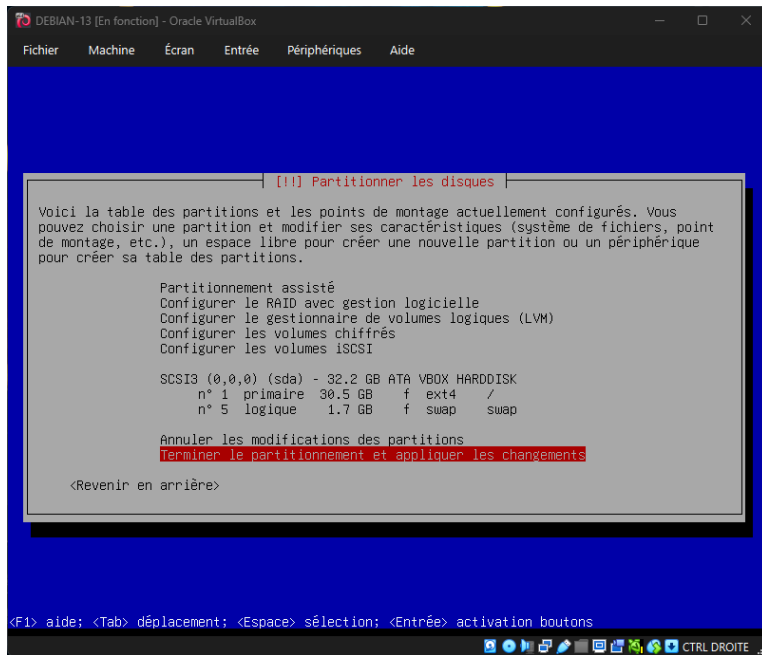 DEBIAN-13 [En fonction] - Oracle VirtualBox
Fichier Machine Écran Entrée Périphériques Aide
[!!] Partitionner les disques
Voici la table des partitions et les points de montage actuellement configurés. Vous
pouvez choisir une partition et modifier ses caractéristiques (système de fichiers, point
de montage, etc.), un espace libre pour créer une nouvelle partition ou un périphérique
pour créer sa table des partitions.
Partitionnement assisté
Configurer le RAID avec gestion logicielle
Configurer le gestionnaire de volumes logiques (LVM)
Configurer les volumes chiffrés
Configurer les volumes iSCSI
SCSI3 (0,0,0) (sda) - 32.2 GB ATA VBOX HARDDISK
n° 1 primaire 30.5 GB f ext4 /
n° 5 logique 1.7 GB f swap swap
Annuler les modifications des partitions
Terminer le partitionnement et appliquer les changements
<Revenir en arrière>
<F1> aide; <Tab> déplacement; <Espace> sélection; <Entrée> activation boutons
CTRL DROITE